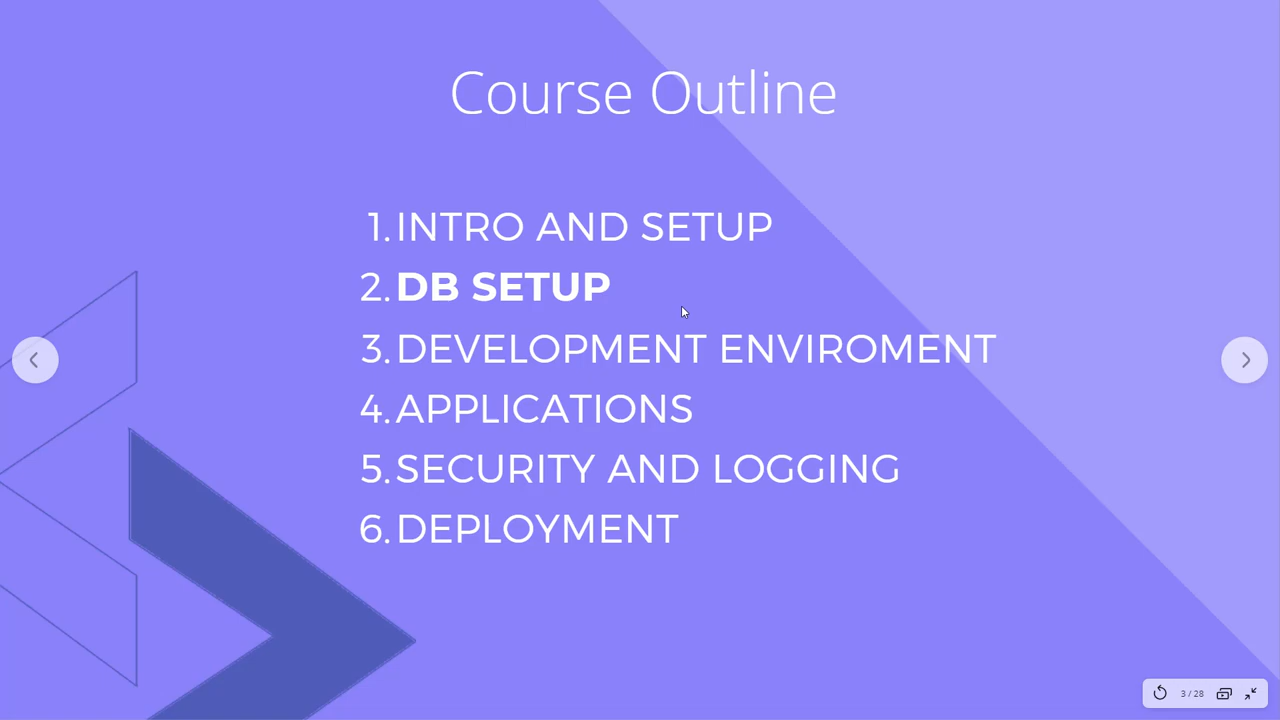 Course Outline
1. INTRO AND SETUP
2. DB SETUP
3. DEVELOPMENT ENVIROMENT
4. APPLICATIONS
5. SECURITY AND LOGGING
6. DEPLOYMENT
3 / 28